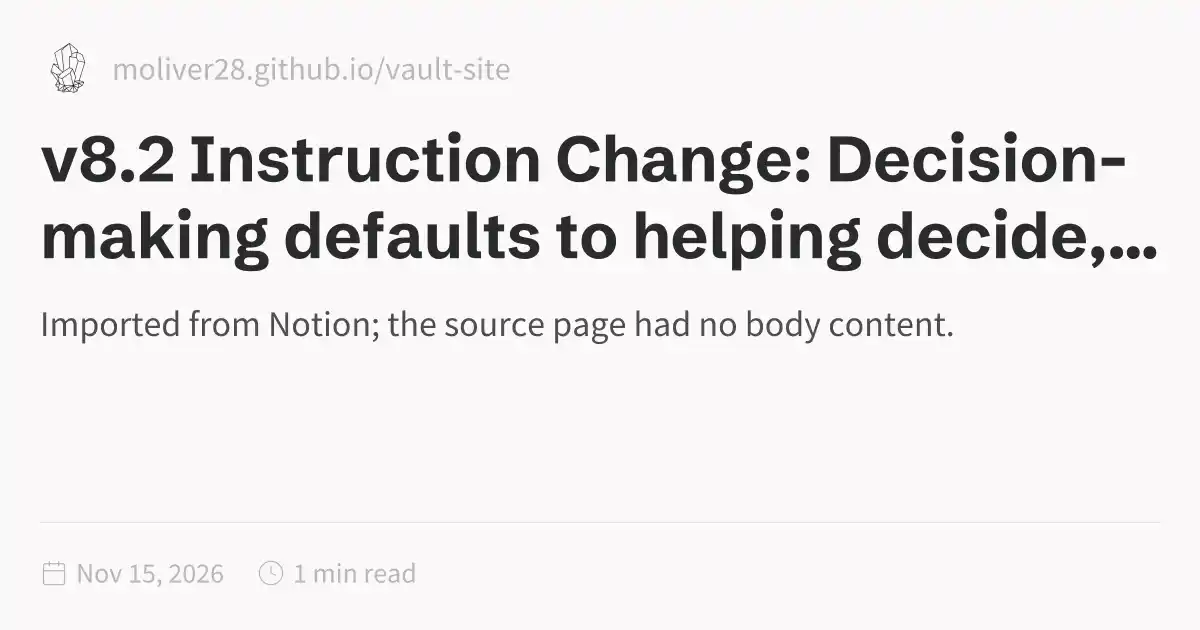 moliver28.github.io/vault-site
v8.2 Instruction Change: Decision-
making defaults to helping decide,...
Imported from Notion; the source page had no body content.
Nov 15, 2026 1 min read